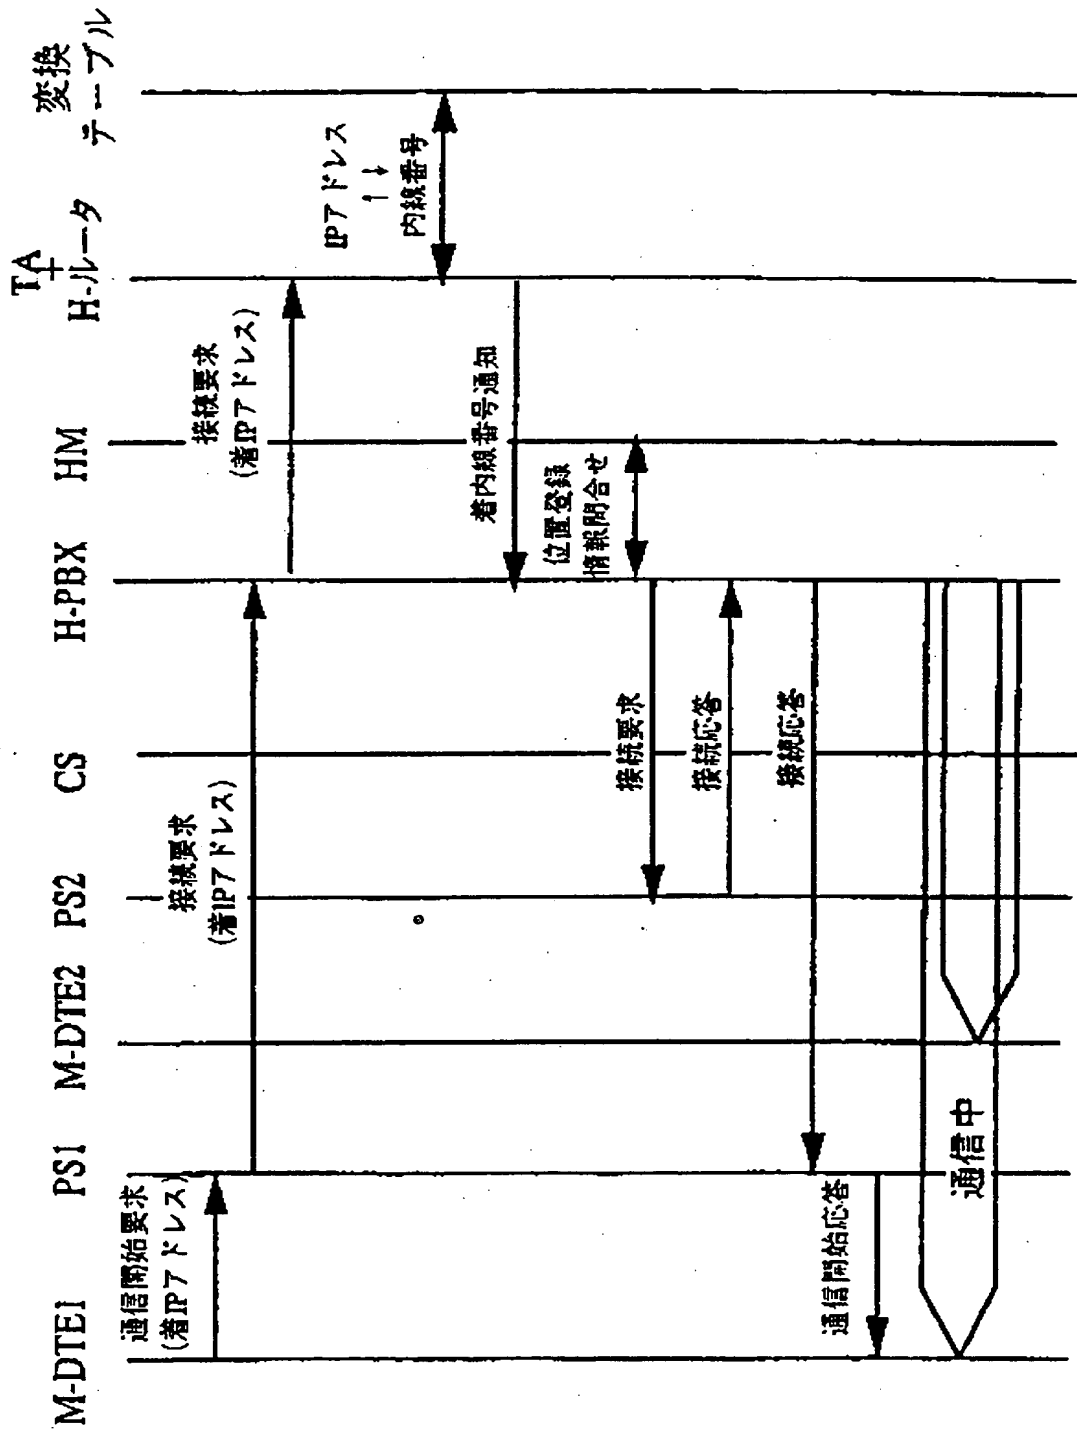 M-DTE1
PS1
M-DTE2
PS2
CS
H-PBX
HM
TA
+
H-ルータ
変換
テーブル
通信開始要求
(着IPアドレス)
接続要求
(着IPアドレス)
接続要求
(着IPアドレス)
IPアドレス
↑↓
内線番号
着内線番号通知
位置登録
情報問合せ
接続要求
接続応答
接続応答
通信開始応答
通信中